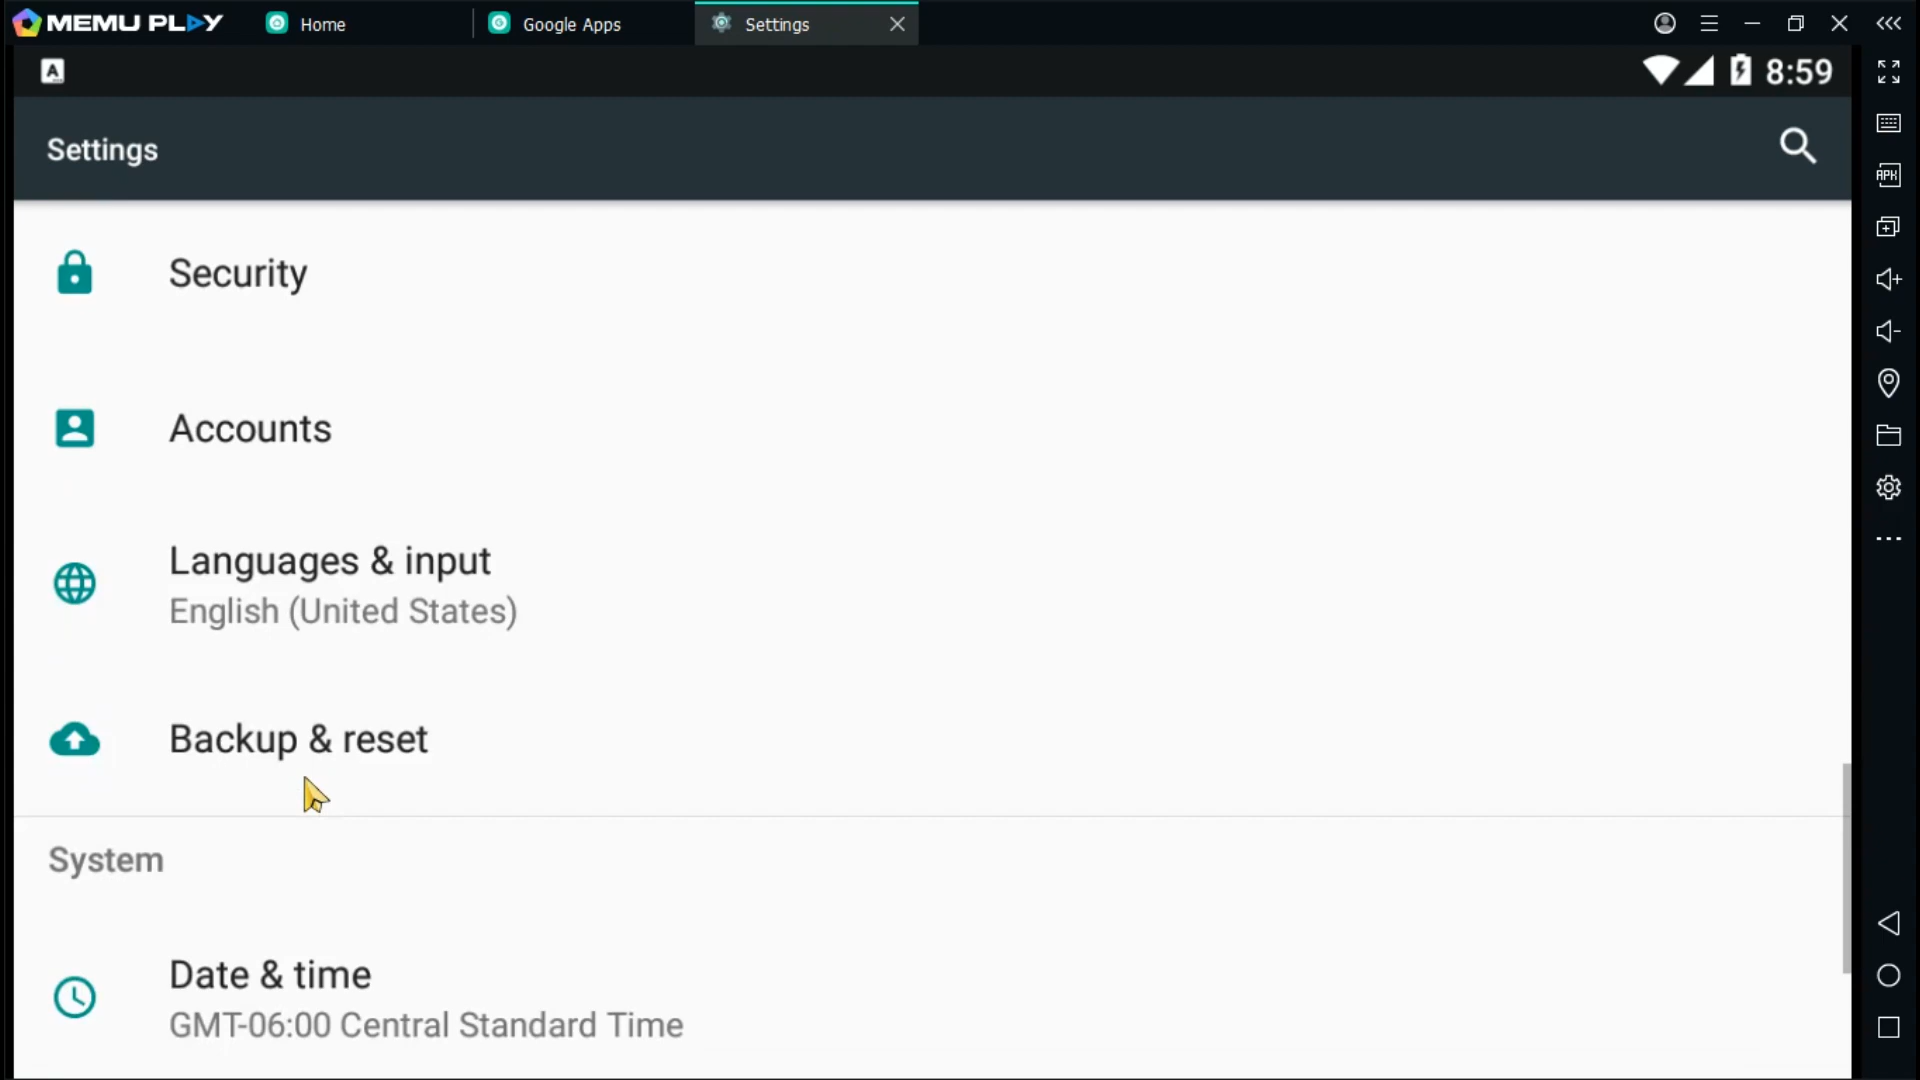 MEMU PLAY
Home
Google Apps
Settings
A
8:59
Settings
APK
Security
Accounts
Languages & input
English (United States)
Backup & reset
System
Date & time
GMT-06:00 Central Standard Time